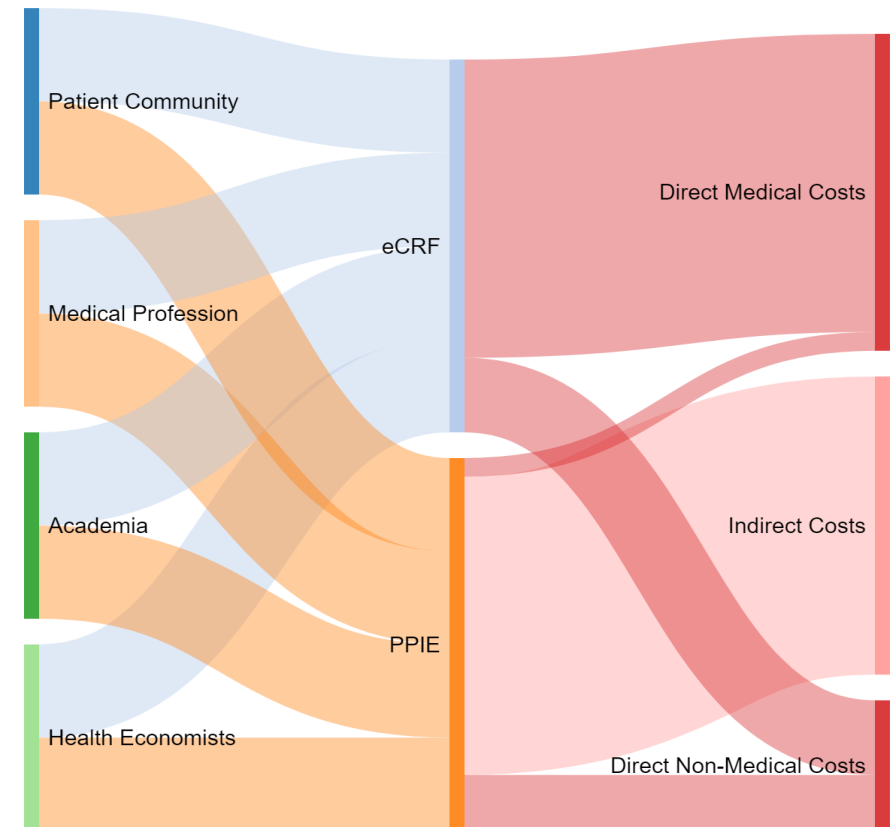 Patient Community
Medical Profession
Academia
Health Economists
eCRF
PPIE
Direct Medical Costs
Indirect Costs
Direct Non-Medical Costs